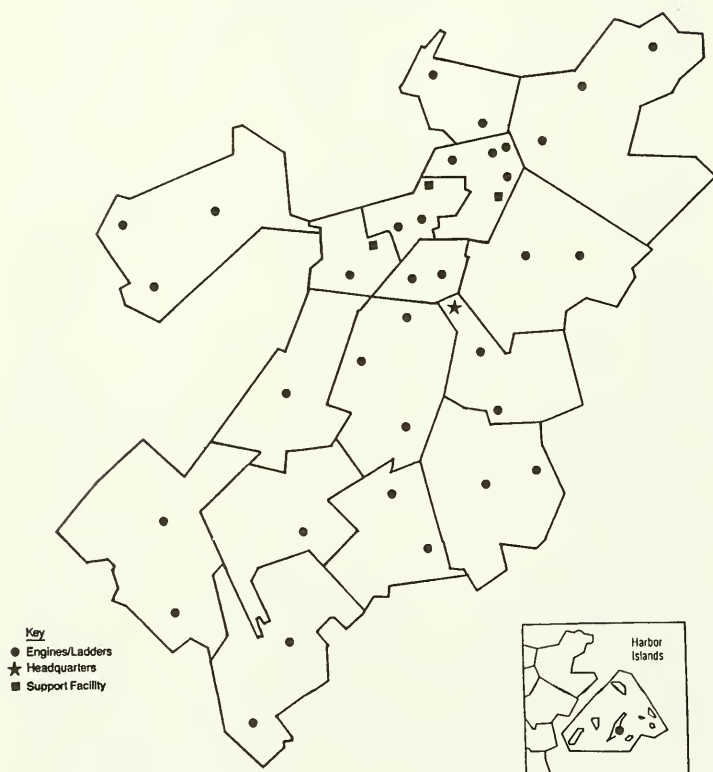 Key
Engines/Ladders
Headquarters
Support Facility
Harbor
Islands